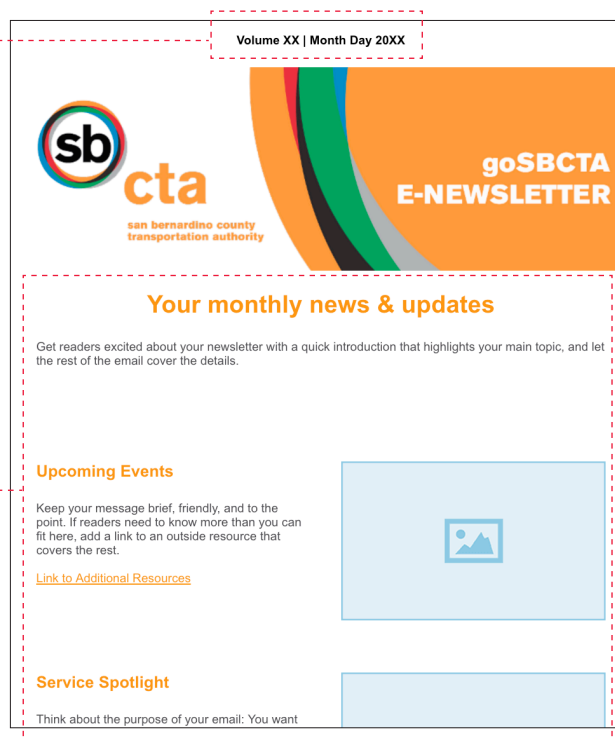 Volume XX | Month Day 20XX
sb
cta
san bernardino county
transportation authority
goSBCTA
E-NEWSLETTER
Your monthly news & updates
Get readers excited about your newsletter with a quick introduction that highlights your main topic, and let
the rest of the email cover the details.
Upcoming Events
Keep your message brief, friendly, and to the
point. If readers need to know more than you can
fit here, add a link to an outside resource that
covers the rest.
Link to Additional Resources
Service Spotlight
Think about the purpose of your email: You want